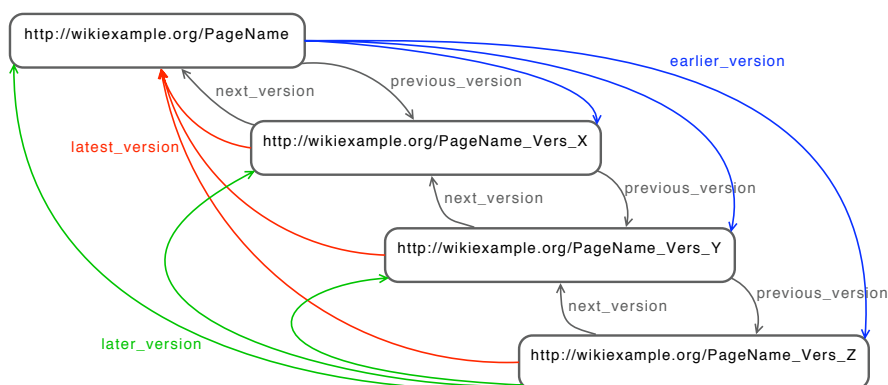 http://wikiexample.org/PageName
earlier_version
previous_version
next_version
http://wikiexample.org/PageName_Vers_X
latest_version
previous_version
next_version
http://wikiexample.org/PageName_Vers_Y
previous_version
next_version
later_version
http://wikiexample.org/PageName_Vers_Z